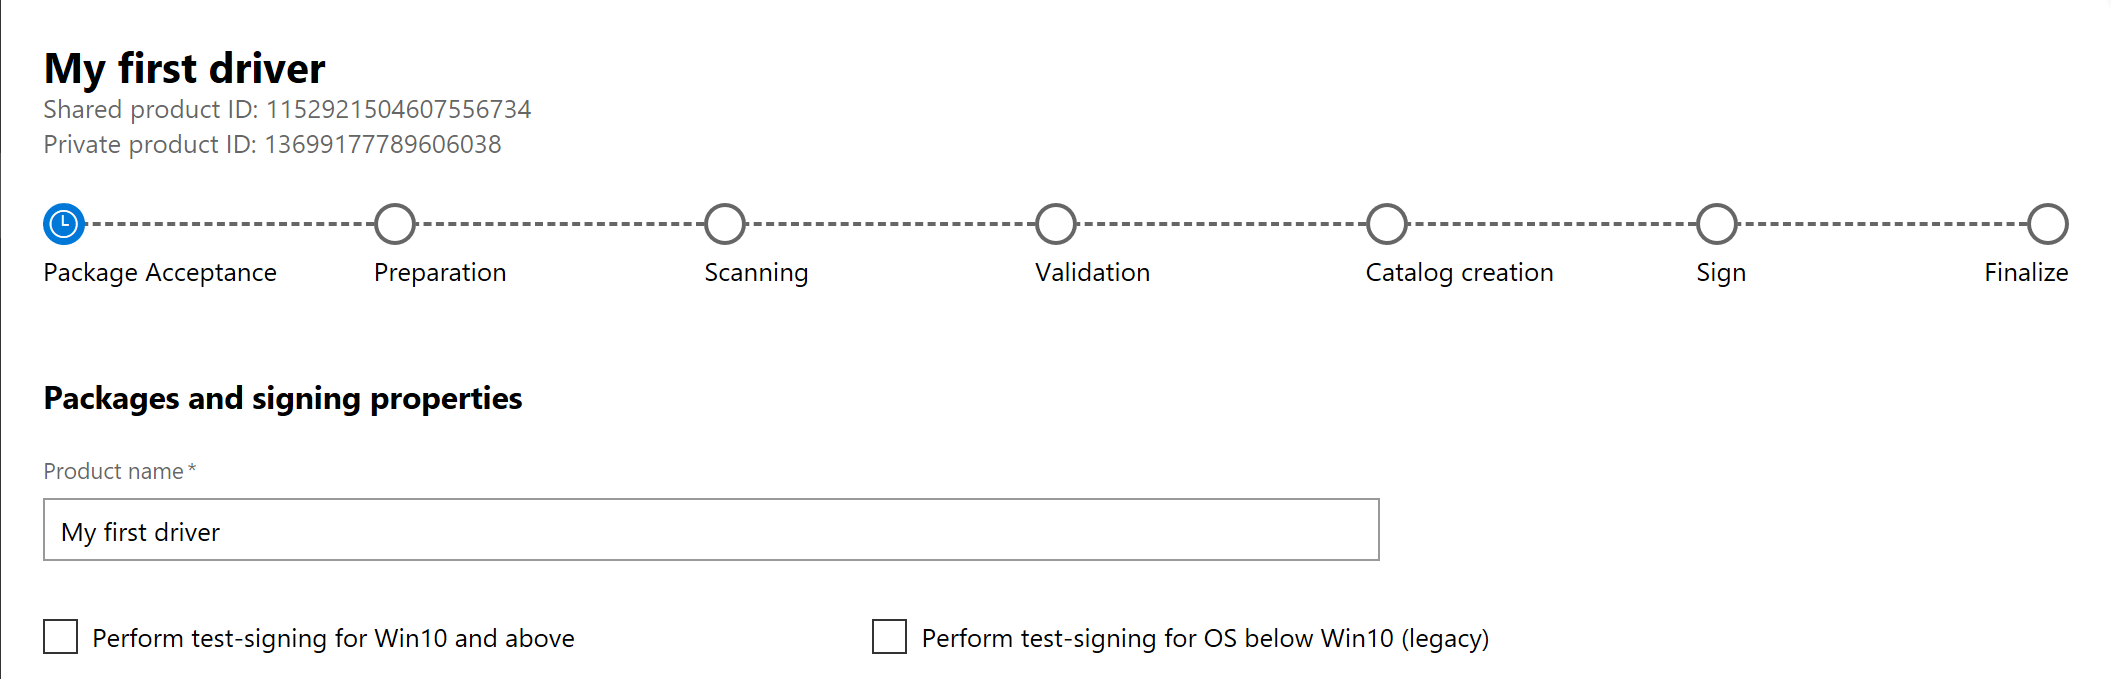 My first driver
Shared product ID: 1152921504607556734
Private product ID: 13699177789606038
Package Acceptance Preparation Scanning Validation Catalog creation Sign Finalize
Packages and signing properties
Product name*
My first driver
Perform test-signing for Win10 and above Perform test-signing for OS below Win10 (legacy)